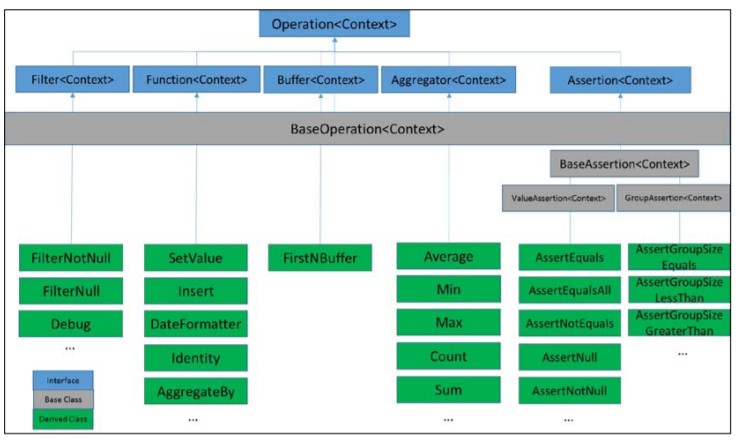 Operation<Context>
Filter<Context>
Function<Context>
Buffer<Context>
Aggregator<Context>
Assertion<Context>
BaseOperation<Context>
BaseAssertion<Context>
ValueAssertion<Context>
GroupAssertion<Context>
FilterNotNull
FilterNull
Debug
...
SetValue
Insert
DateFormatter
Identity
AggregateBy
...
FirstNBuffer
Average
Min
Max
Count
Sum
...
AssertEquals
AssertEqualsAll
AssertNotEquals
AssertNull
AssertNotNull
...
AssertGroupSize
Equals
AssertGroupSize
LessThan
AssertGroupSize
GreaterThan
...
Interface
Base Class
Derived Class